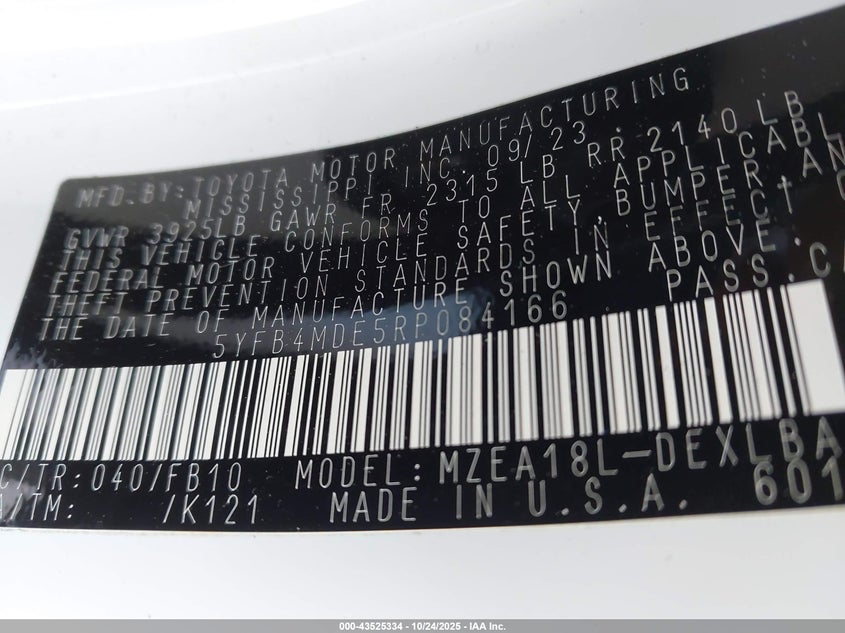 MFD.BY:TOYOTA MOTOR MANUFACTURING
MISSISSIPPI INC. 09/23
GVWR 3925LB GAWR FR 2315 LB RR 2140 LB
THIS VEHICLE CONFORMS TO ALL APPLICABL
FEDERAL MOTOR VEHICLE SAFETY,BUMPER,AN
THEFT PREVENTION STANDARDS IN EFFECT O
THE DATE OF MANUFACTURE SHOWN ABOVE.
5YFB4MDE5RP084166 PASS.CA
C/TR:040/FB10 MODEL:MZEA18L-DEXLBA
A/TM: /K121 MADE IN U.S.A. 601
000-43525334 | 10/24/2025 | IAA Inc.